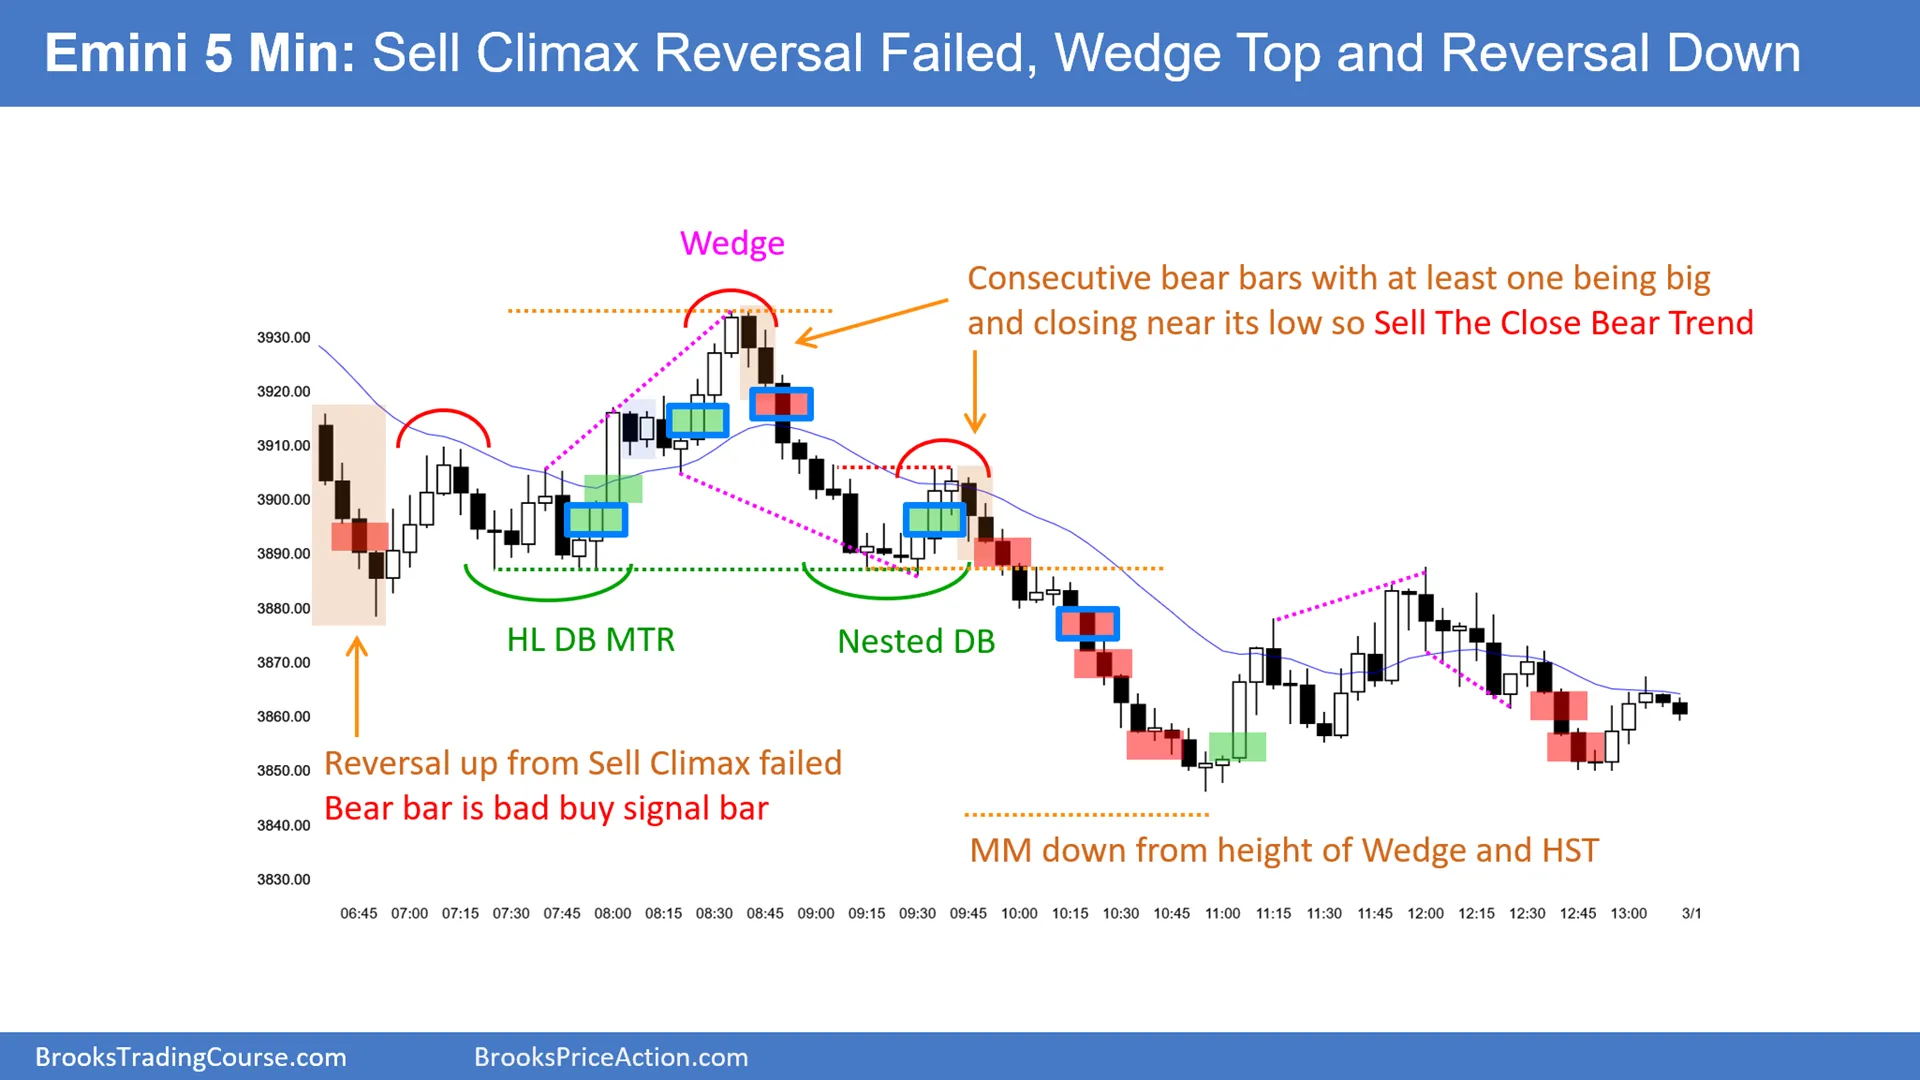 Emini 5 Min: Sell Climax Reversal Failed, Wedge Top and Reversal Down
Wedge
Consecutive bear bars with at least one being big
and closing near its low so Sell The Close Bear Trend
3930.00
3920.00
3910.00
3900.00
3890.00
3880.00
3870.00
3860.00
3850.00
3840.00
3830.00
HL DB MTR
Nested DB
Reversal up from Sell Climax failed
Bear bar is bad buy signal bar
MM down from height of Wedge and HST
06:45 07:00 07:15 07:30 07:45 08:00 08:15 08:30 08:45 09:00 09:15 09:30 09:45 10:00 10:15 10:30 10:45 11:00 11:15 11:30 11:45 12:00 12:15 12:30 12:45 13:00 3/1
BrooksTradingCourse.com BrooksPriceAction.com